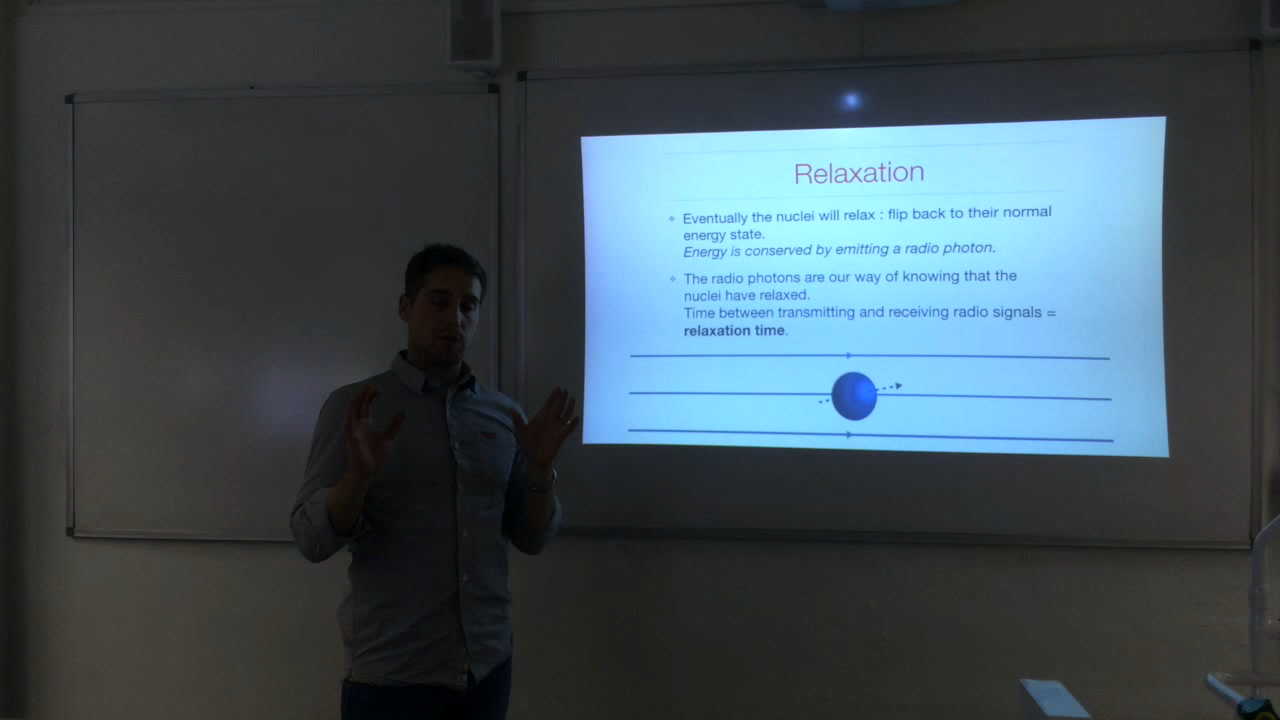 Relaxation
Eventually the nuclei will relax : flip back to their normal
energy state.
Energy is conserved by emitting a radio photon.
The radio photons are our way of knowing that the
nuclei have relaxed.
Time between transmitting and receiving radio signals =
relaxation time.